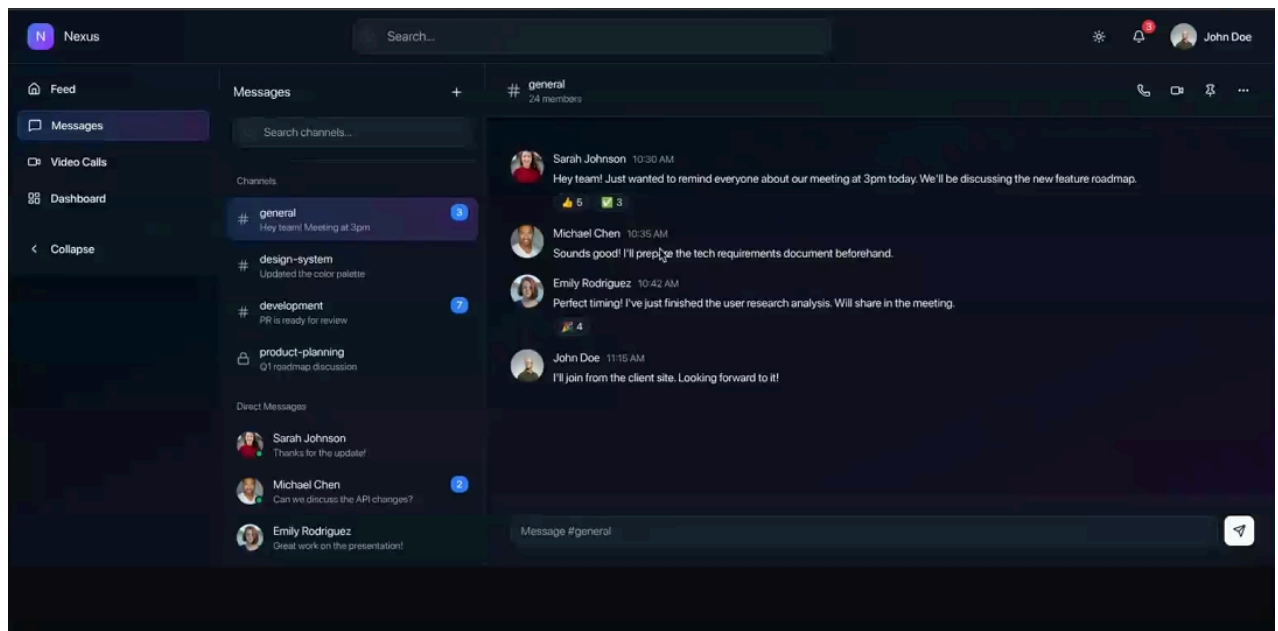 N Nexus
Search...
3
John Doe
Feed
Messages
Video Calls
Dashboard
Collapse
Messages
+
Search channels...
Channels
# general
3
Hey team! Meeting at 3pm
# design-system
Updated the color palette
# development
7
PR is ready for review
product-planning
Q1 roadmap discussion
Direct Messages
Sarah Johnson
Thanks for the update!
Michael Chen
2
Can we discuss the API changes?
Emily Rodriguez
Great work on the presentation!
# general
24 members
Sarah Johnson 10:30 AM
Hey team! Just wanted to remind everyone about our meeting at 3pm today. We'll be discussing the new feature roadmap.
👍 5 ✅ 3
Michael Chen 10:35 AM
Sounds good! I'll prepare the tech requirements document beforehand.
Emily Rodriguez 10:42 AM
Perfect timing! I've just finished the user research analysis. Will share in the meeting.
🎉 4
John Doe 11:15 AM
I'll join from the client site. Looking forward to it!
Message #general